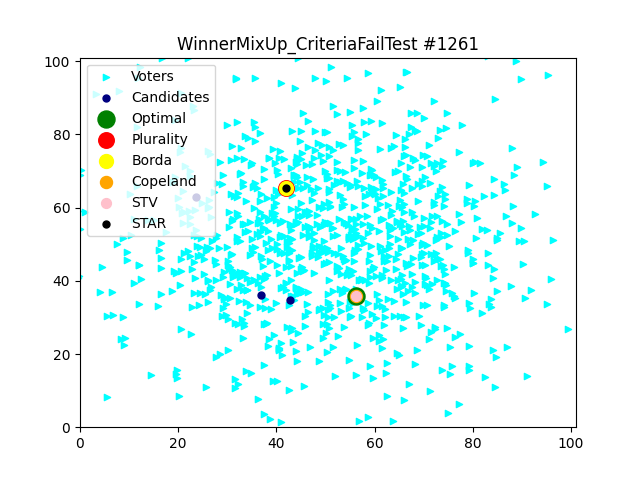 WinnerMixUp_CriteriaFailTest #1261
Voters
Candidates
Optimal
Plurality
Borda
Copeland
STV
STAR
100
80
60
40
20
0
0 20 40 60 80 100